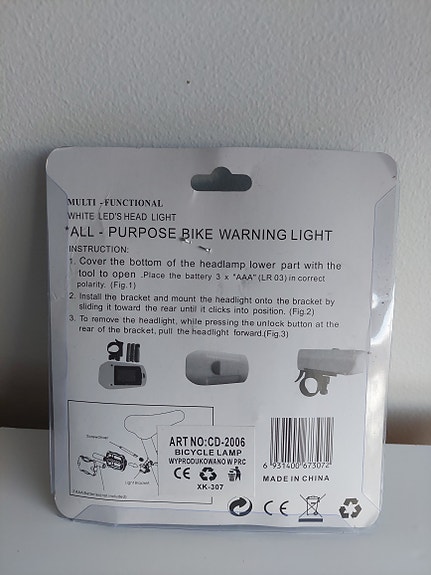 MULTI - FUNCTIONAL
WHITE LED'S HEAD LIGHT
*ALL - PURPOSE BIKE WARNING LIGHT
INSTRUCTION:
1. Cover the bottom of the headlamp lower part with the
tool to open .Place the battery 3 x "AAA" (LR 03) in correct
polarity. (Fig.1)
2. Install the bracket and mount the headlight onto the bracket by
sliding it toward the rear until it clicks into position. (Fig.2)
3. To remove the headlight, while pressing the unlock button at
the rear of the bracket, pull the headlight forward.(Fig.3)
Light Bracket
ART NO:CD-2006
BICYCLE LAMP
WYPRODUKOWANO W PRC
CE
XK-307
6 931400 673072
MADE IN CHINA
CE